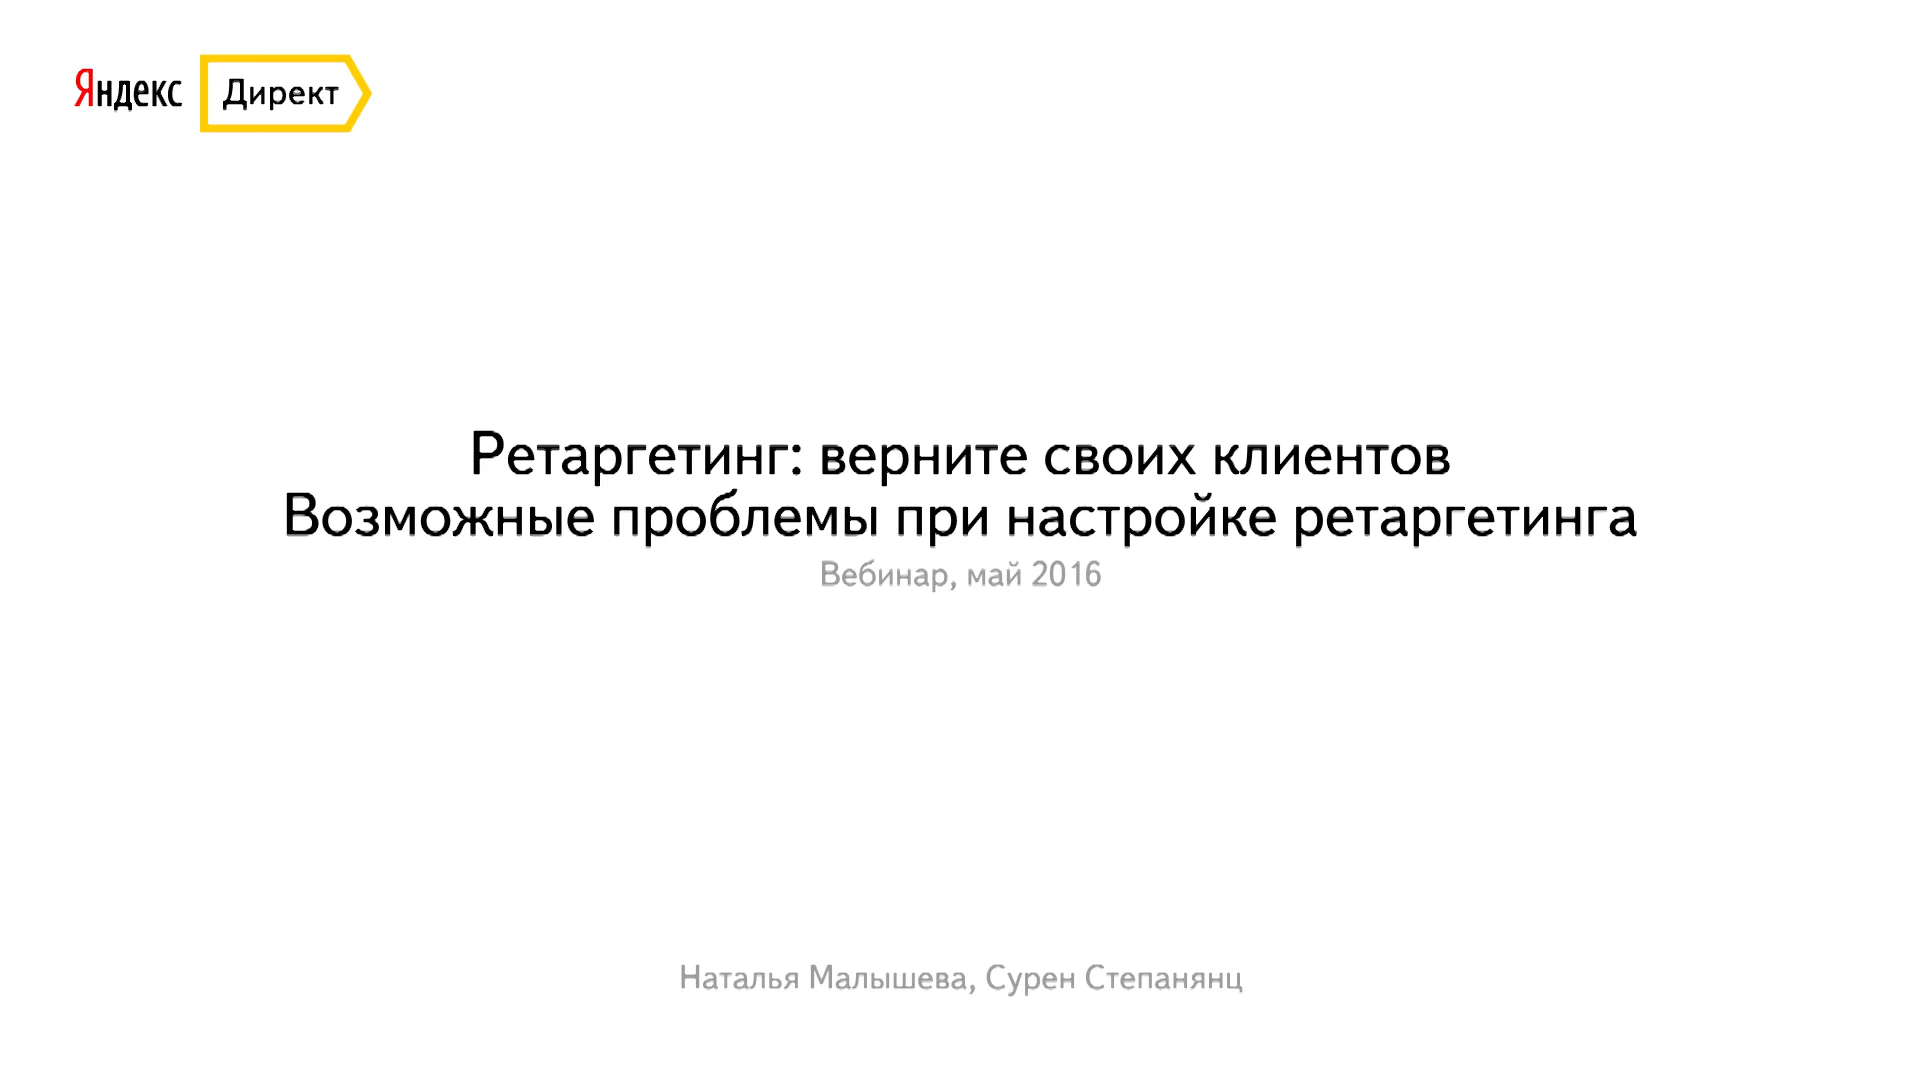 Яндекс Директ
Ретаргетинг: верните своих клиентов
Возможные проблемы при настройке ретаргетинга
Вебинар, май 2016
Наталья Малышева, Сурен Степанянц